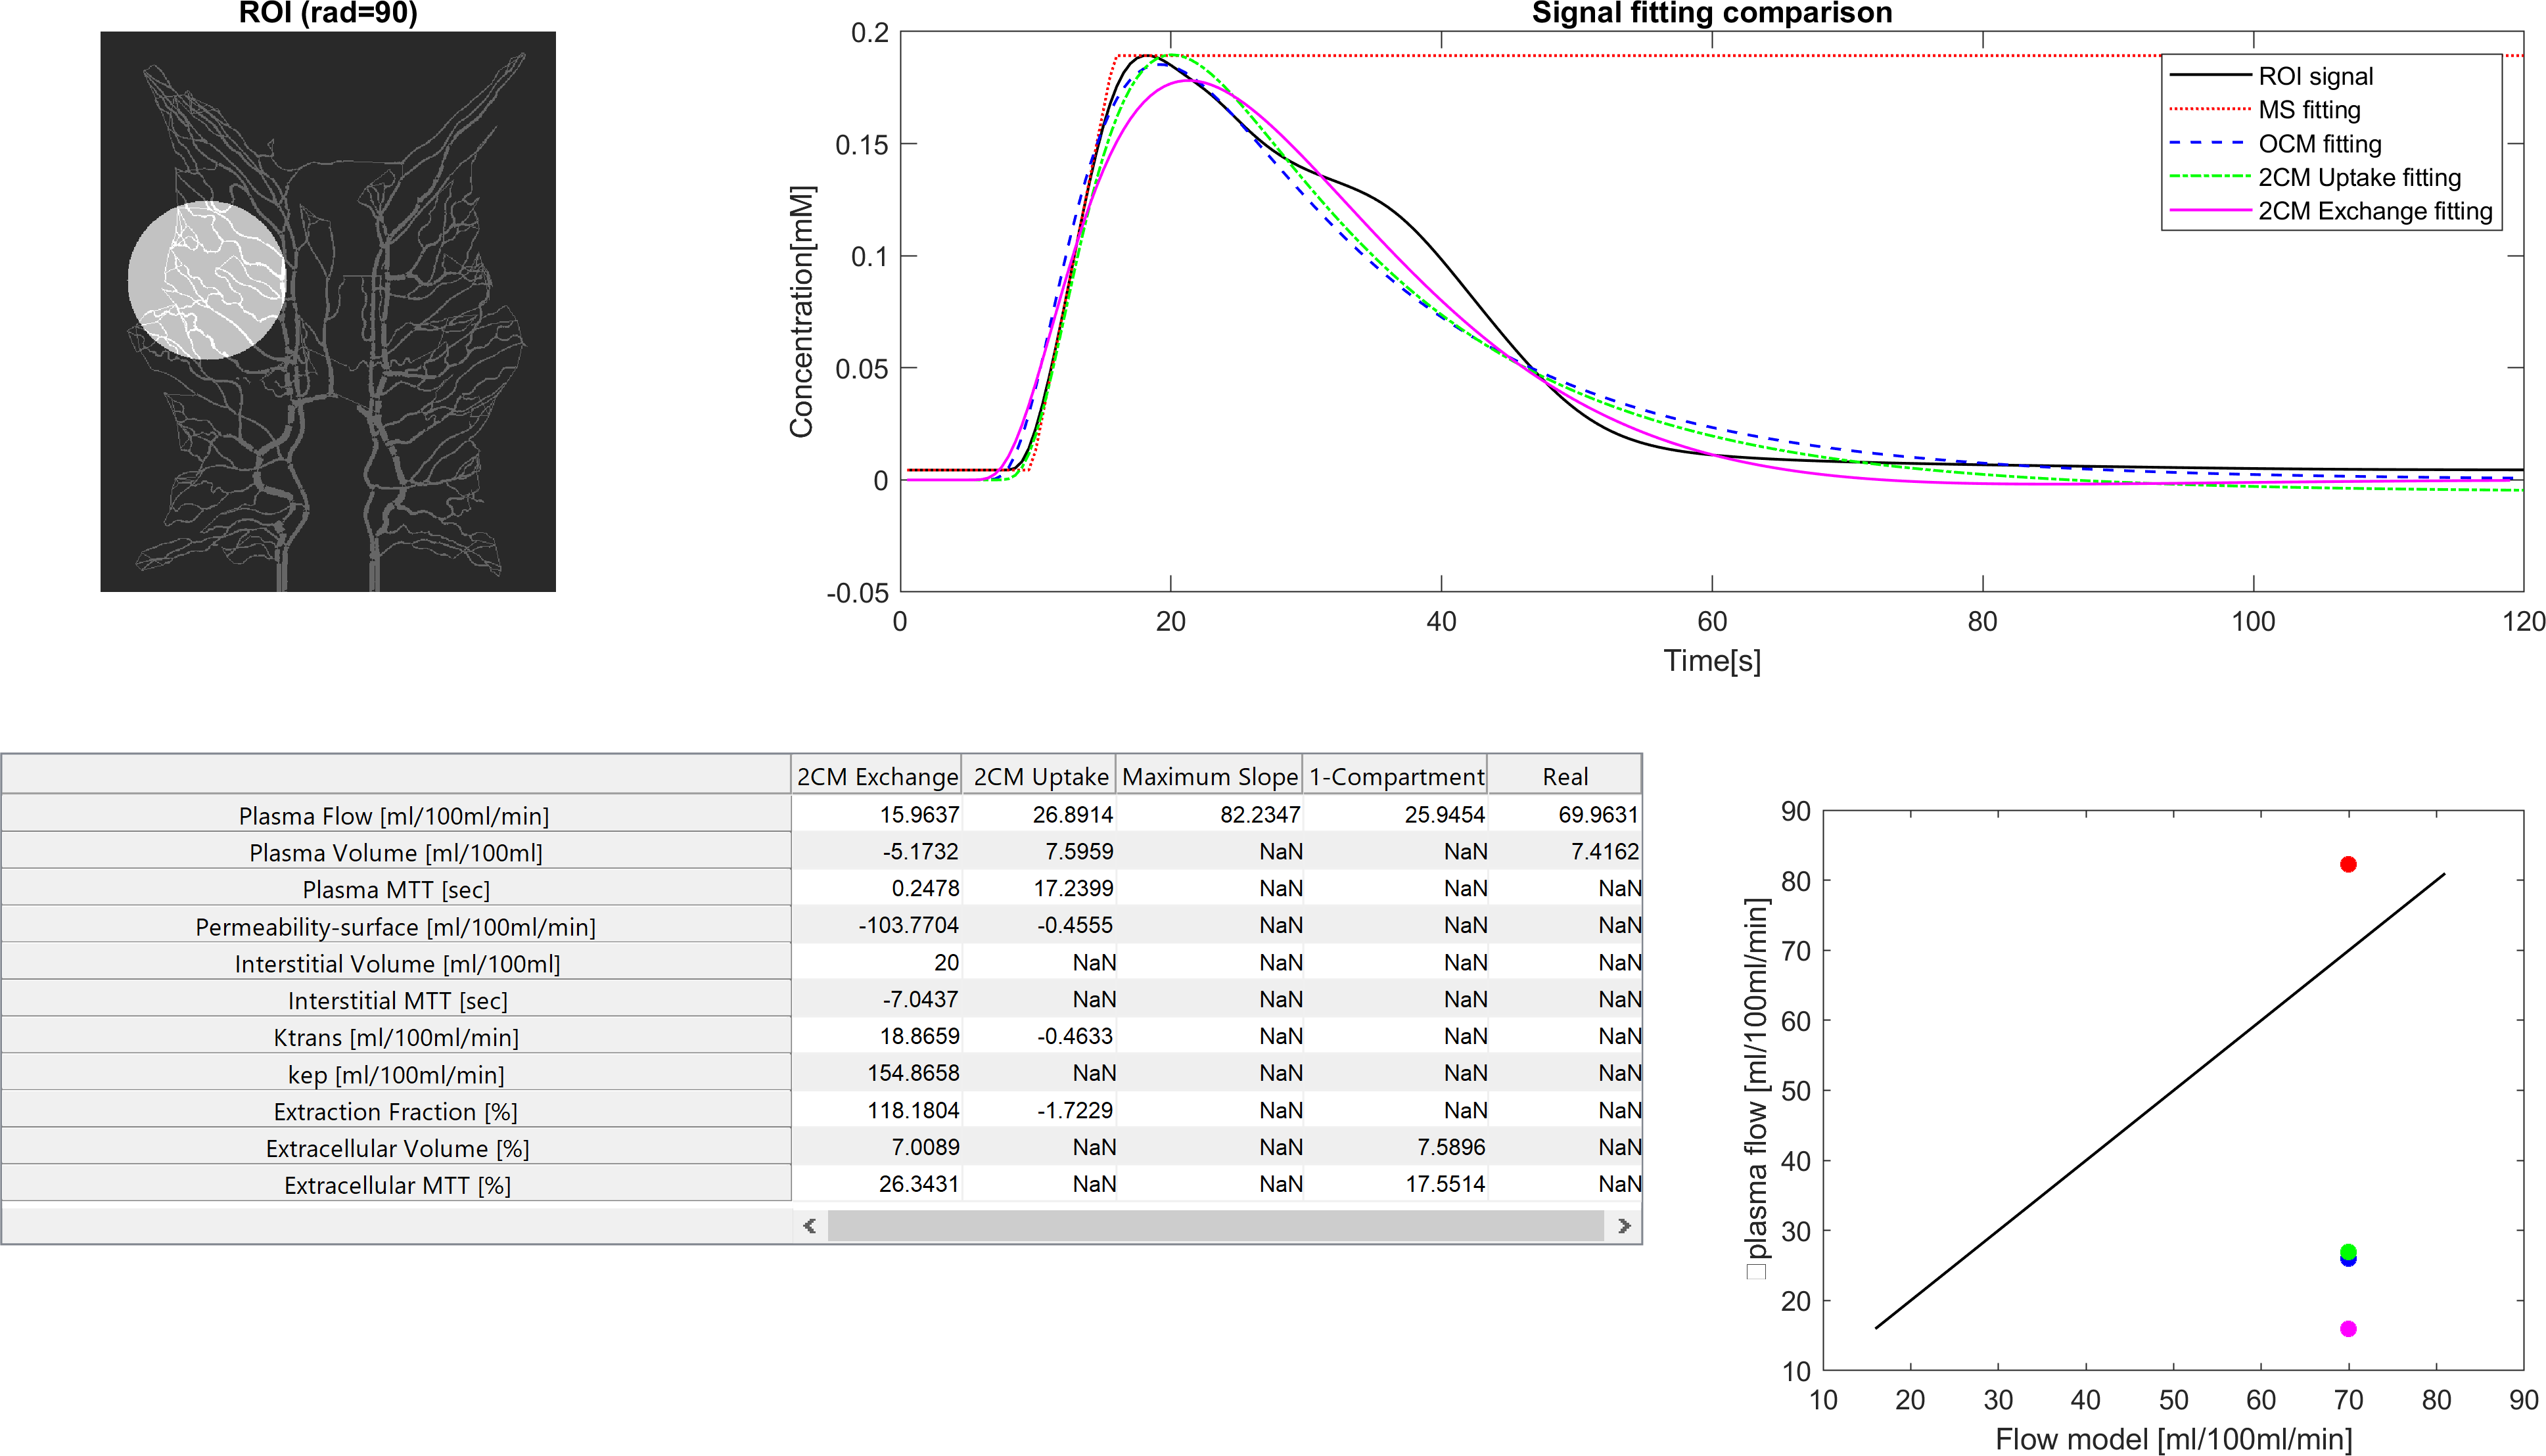 ROI (rad=90)
Signal fitting comparison
0.2
0.15
0.1
0.05
0
-0.05
Concentration[mM]
0 20 40 60 80 100 120
Time[s]
ROI signal
MS fitting
OCM fitting
2CM Uptake fitting
2CM Exchange fitting
2CM Exchange 2CM Uptake Maximum Slope 1-Compartment Real
Plasma Flow [ml/100ml/min] 15.9637 26.8914 82.2347 25.9454 69.9631
Plasma Volume [ml/100ml] -5.1732 7.5959 NaN NaN 7.4162
Plasma MTT [sec] 0.2478 17.2399 NaN NaN NaN
Permeability-surface [ml/100ml/min] -103.7704 -0.4555 NaN NaN NaN
Interstitial Volume [ml/100ml] 20 NaN NaN NaN NaN
Interstitial MTT [sec] -7.0437 NaN NaN NaN NaN
Ktrans [ml/100ml/min] 18.8659 -0.4633 NaN NaN NaN
kep [ml/100ml/min] 154.8658 NaN NaN NaN NaN
Extraction Fraction [%] 118.1804 -1.7229 NaN NaN NaN
Extracellular Volume [%] 7.0089 NaN NaN 7.5896 NaN
Extracellular MTT [%] 26.3431 NaN NaN 17.5514 NaN
90
80
70
60
50
40
30
20
10
□plasma flow [ml/100ml/min]
10 20 30 40 50 60 70 80 90
Flow model [ml/100ml/min]